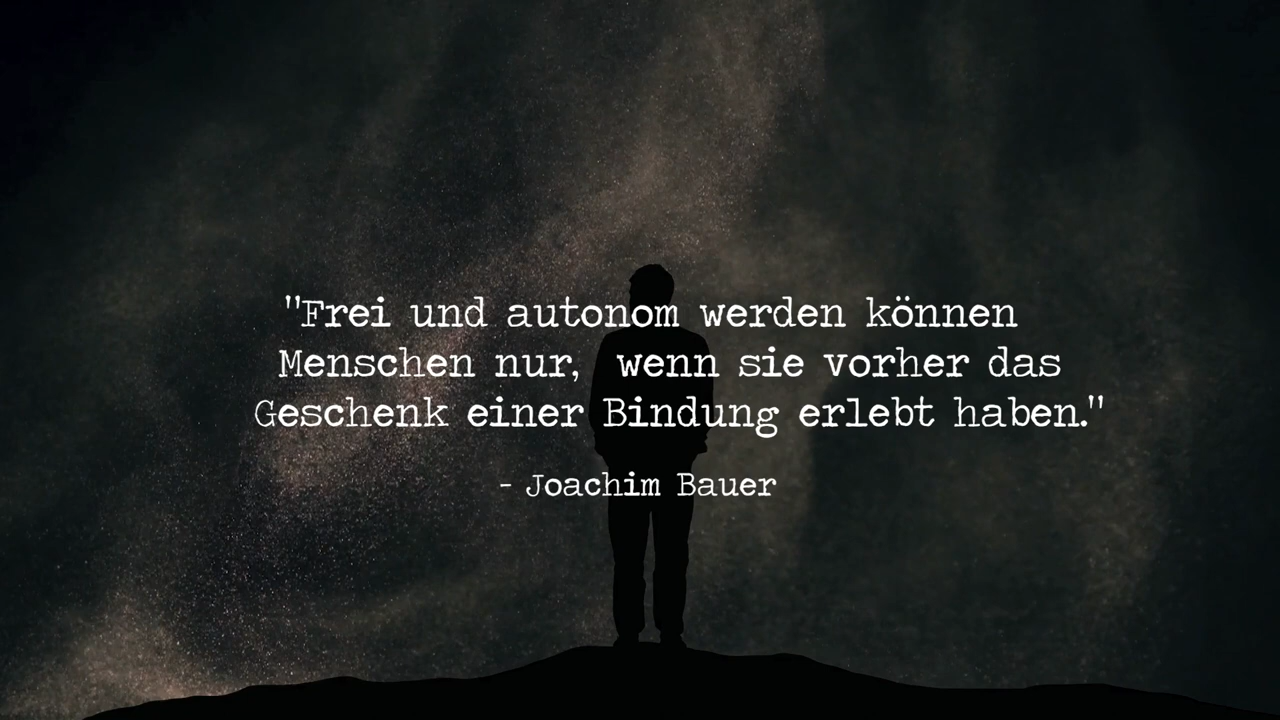 "Frei und autonom werden können
Menschen nur, wenn sie vorher das
Geschenk einer Bindung erlebt haben."
- Joachim Bauer